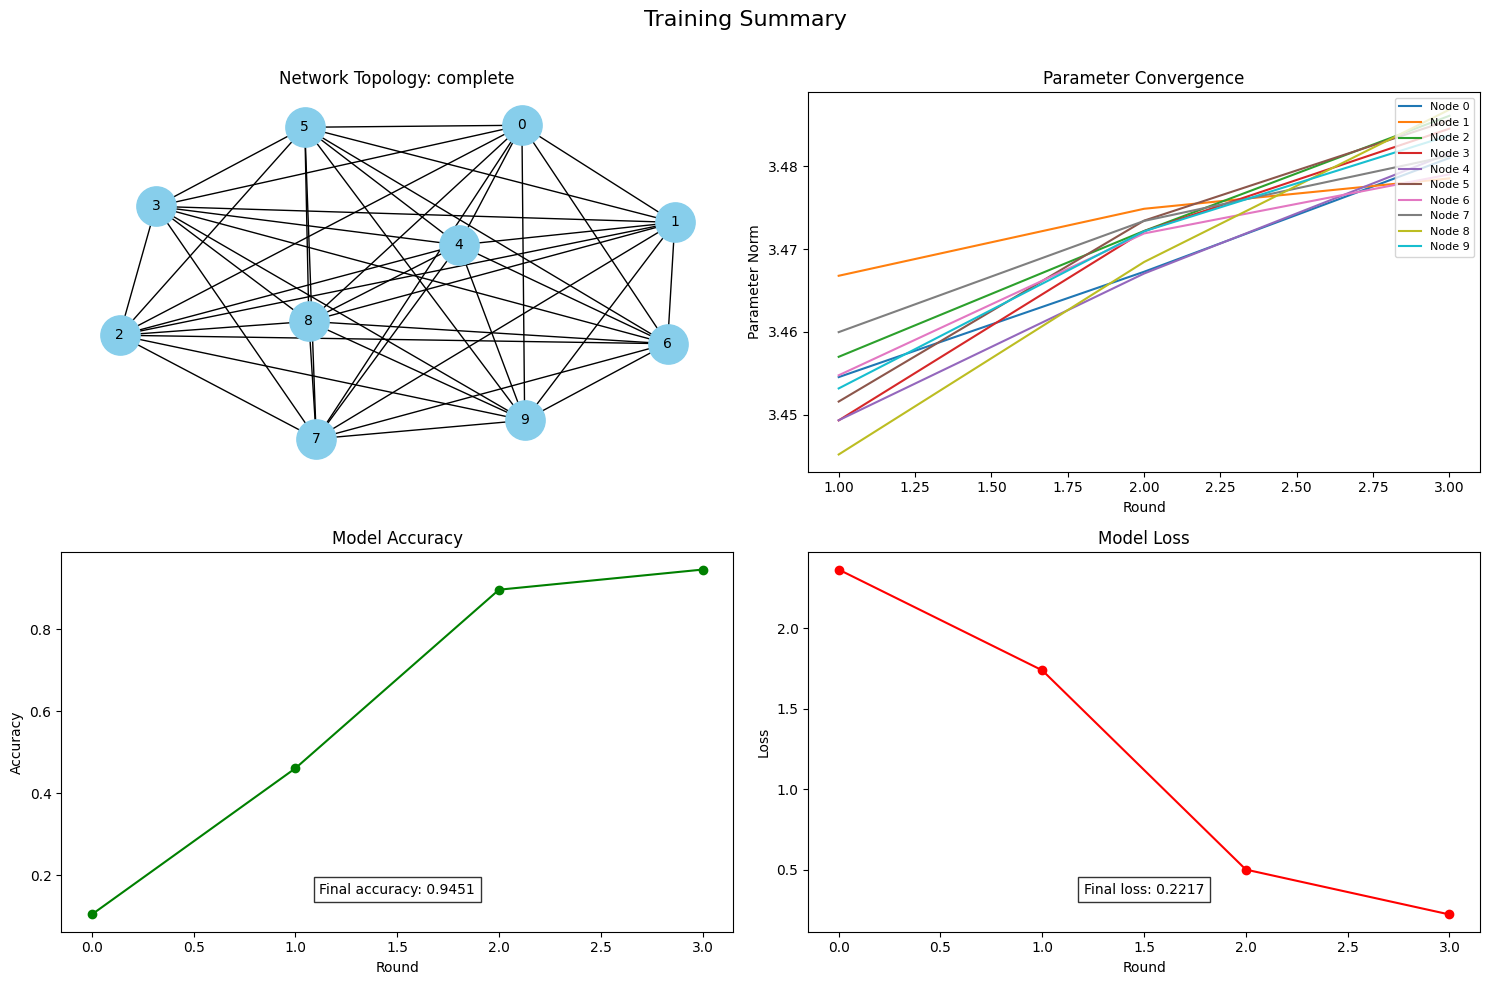 Training Summary
Network Topology: complete
5
0
3
1
4
8
2
6
9
7
Parameter Convergence
Parameter Norm
3.48
3.47
3.46
3.45
Node 0
Node 1
Node 2
Node 3
Node 4
Node 5
Node 6
Node 7
Node 8
Node 9
1.00 1.25 1.50 1.75 2.00 2.25 2.50 2.75 3.00
Round
Model Accuracy
Accuracy
0.8
0.6
0.4
0.2
Final accuracy: 0.9451
0.0 0.5 1.0 1.5 2.0 2.5 3.0
Round
Model Loss
Loss
2.0
1.5
1.0
0.5
Final loss: 0.2217
0.0 0.5 1.0 1.5 2.0 2.5 3.0
Round